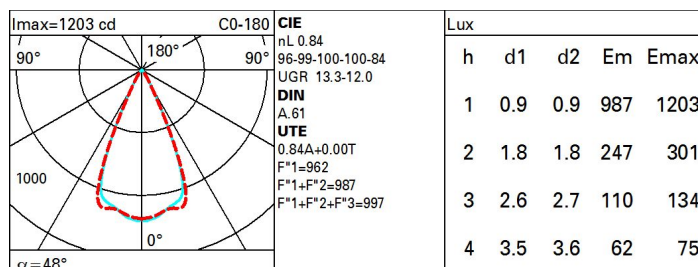 Imax=1203 cd C0-180
90° 180° 90°
1000
0°
α=48°
CIE
nL 0.84
96-99-100-100-84
UGR 13.3-12.0
DIN
A.61
UTE
0.84A+0.00T
F"1=962
F"1+F"2=987
F"1+F"2+F"3=997
Lux
h d1 d2 Em Emax
1 0.9 0.9 987 1203
2 1.8 1.8 247 301
3 2.6 2.7 110 134
4 3.5 3.6 62 75